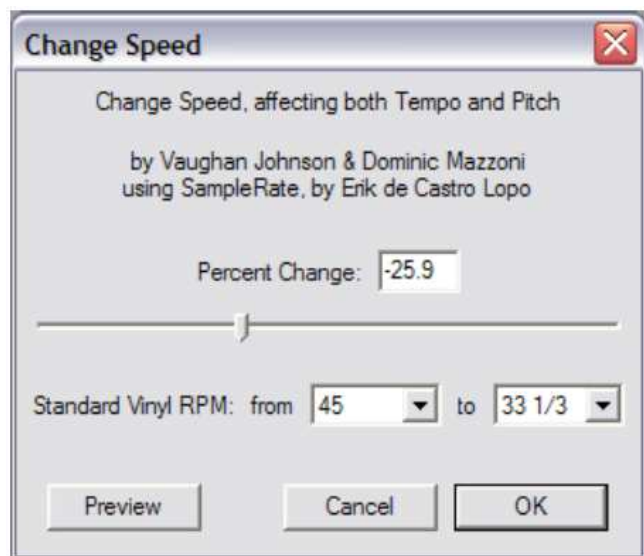 Change Speed
Change Speed, affecting both Tempo and Pitch
by Vaughan Johnson & Dominic Mazzoni
using SampleRate, by Erik de Castro Lopo
Percent Change: -25.9
Standard Vinyl RPM: from 45 to 33 1/3
Preview Cancel OK